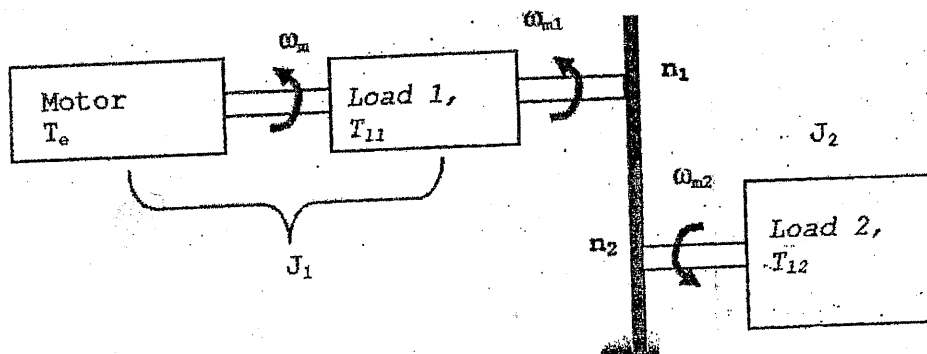 ωₘ
ωₘ₁
Motor
Tₑ
Load 1,
Tₗ₁
n₁
J₁
J₂
ωₘ₂
n₂
Load 2,
Tₗ₂